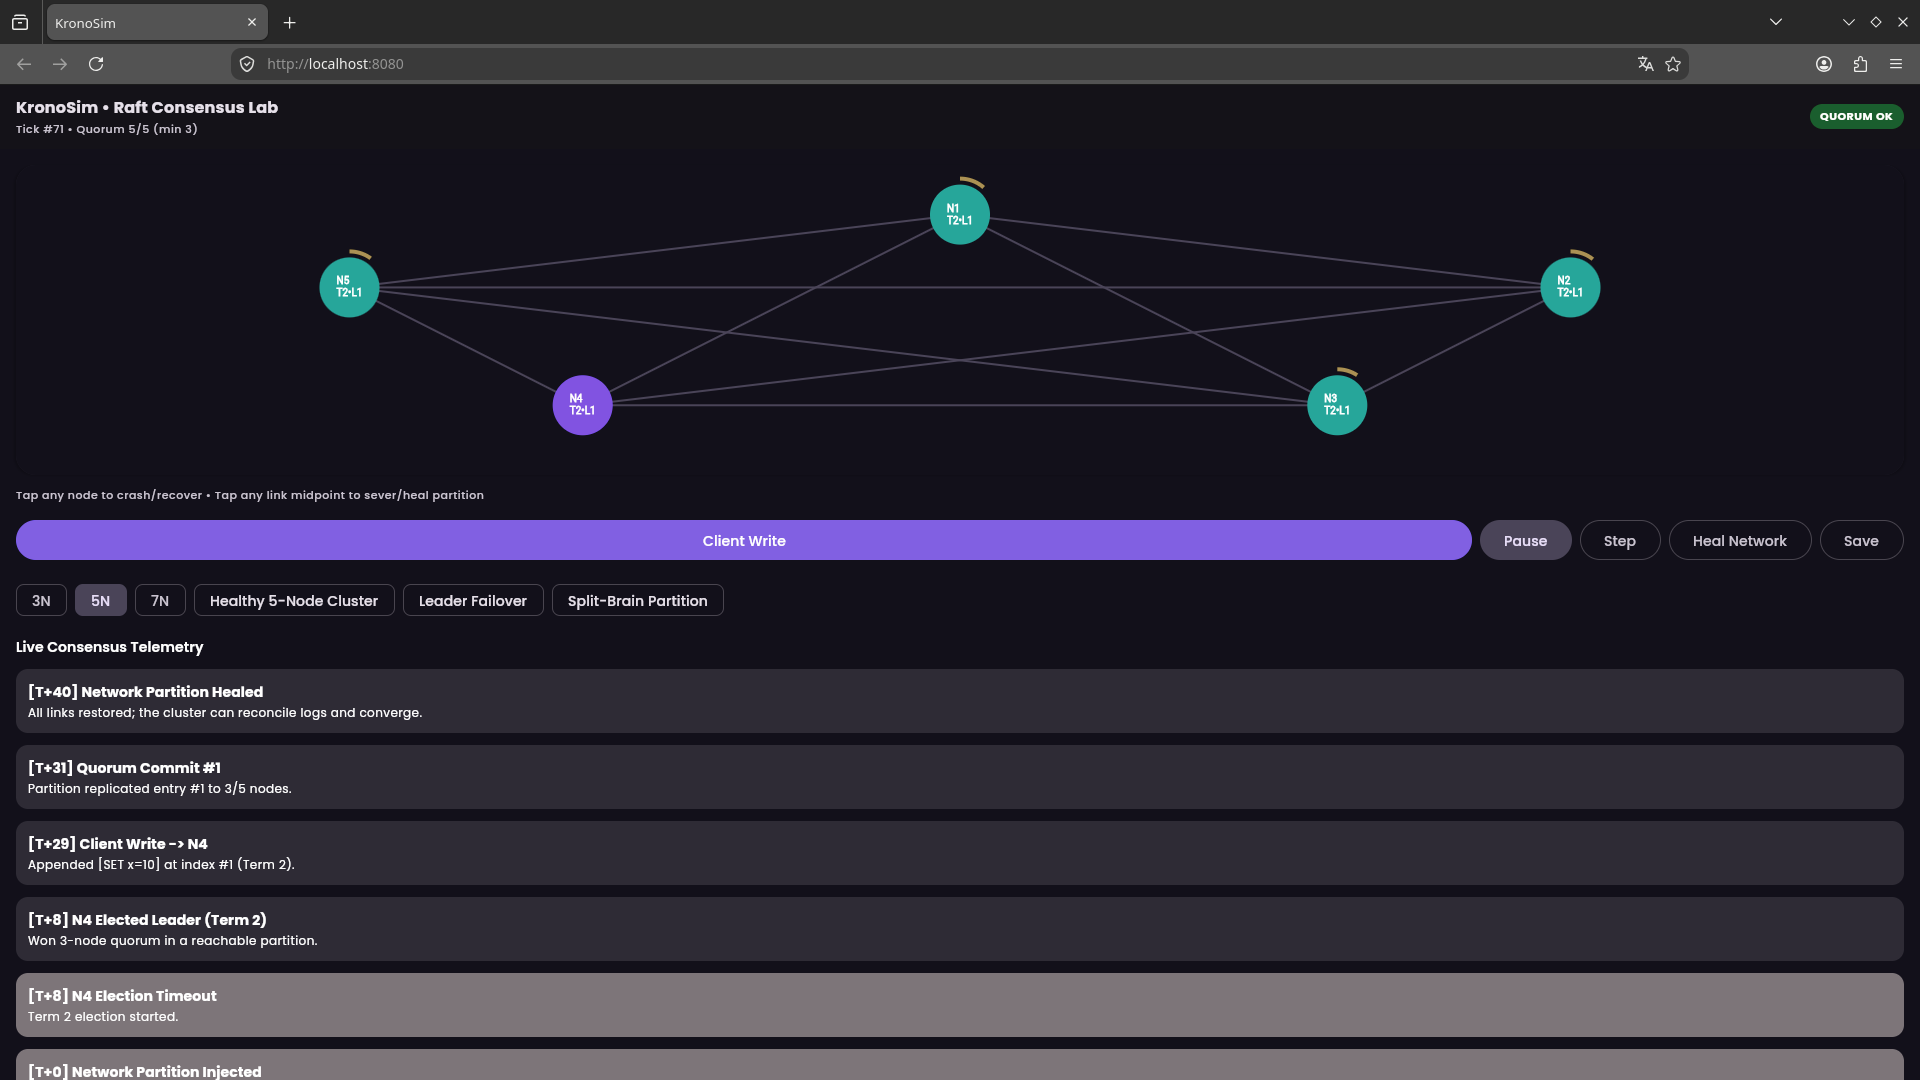 KronoSim
http://localhost:8080
KronoSim • Raft Consensus Lab
Tick #71 • Quorum 5/5 (min 3)
QUORUM OK
N1
T2•L1
N5
T2•L1
N2
T2•L1
N4
T2•L1
N3
T2•L1
Tap any node to crash/recover • Tap any link midpoint to sever/heal partition
Client Write
Pause
Step
Heal Network
Save
3N
5N
7N
Healthy 5-Node Cluster
Leader Failover
Split-Brain Partition
Live Consensus Telemetry
[T+40] Network Partition Healed
All links restored; the cluster can reconcile logs and converge.
[T+31] Quorum Commit #1
Partition replicated entry #1 to 3/5 nodes.
[T+29] Client Write -> N4
Appended [SET x=10] at index #1 (Term 2).
[T+8] N4 Elected Leader (Term 2)
Won 3-node quorum in a reachable partition.
[T+8] N4 Election Timeout
Term 2 election started.
[T+0] Network Partition Injected